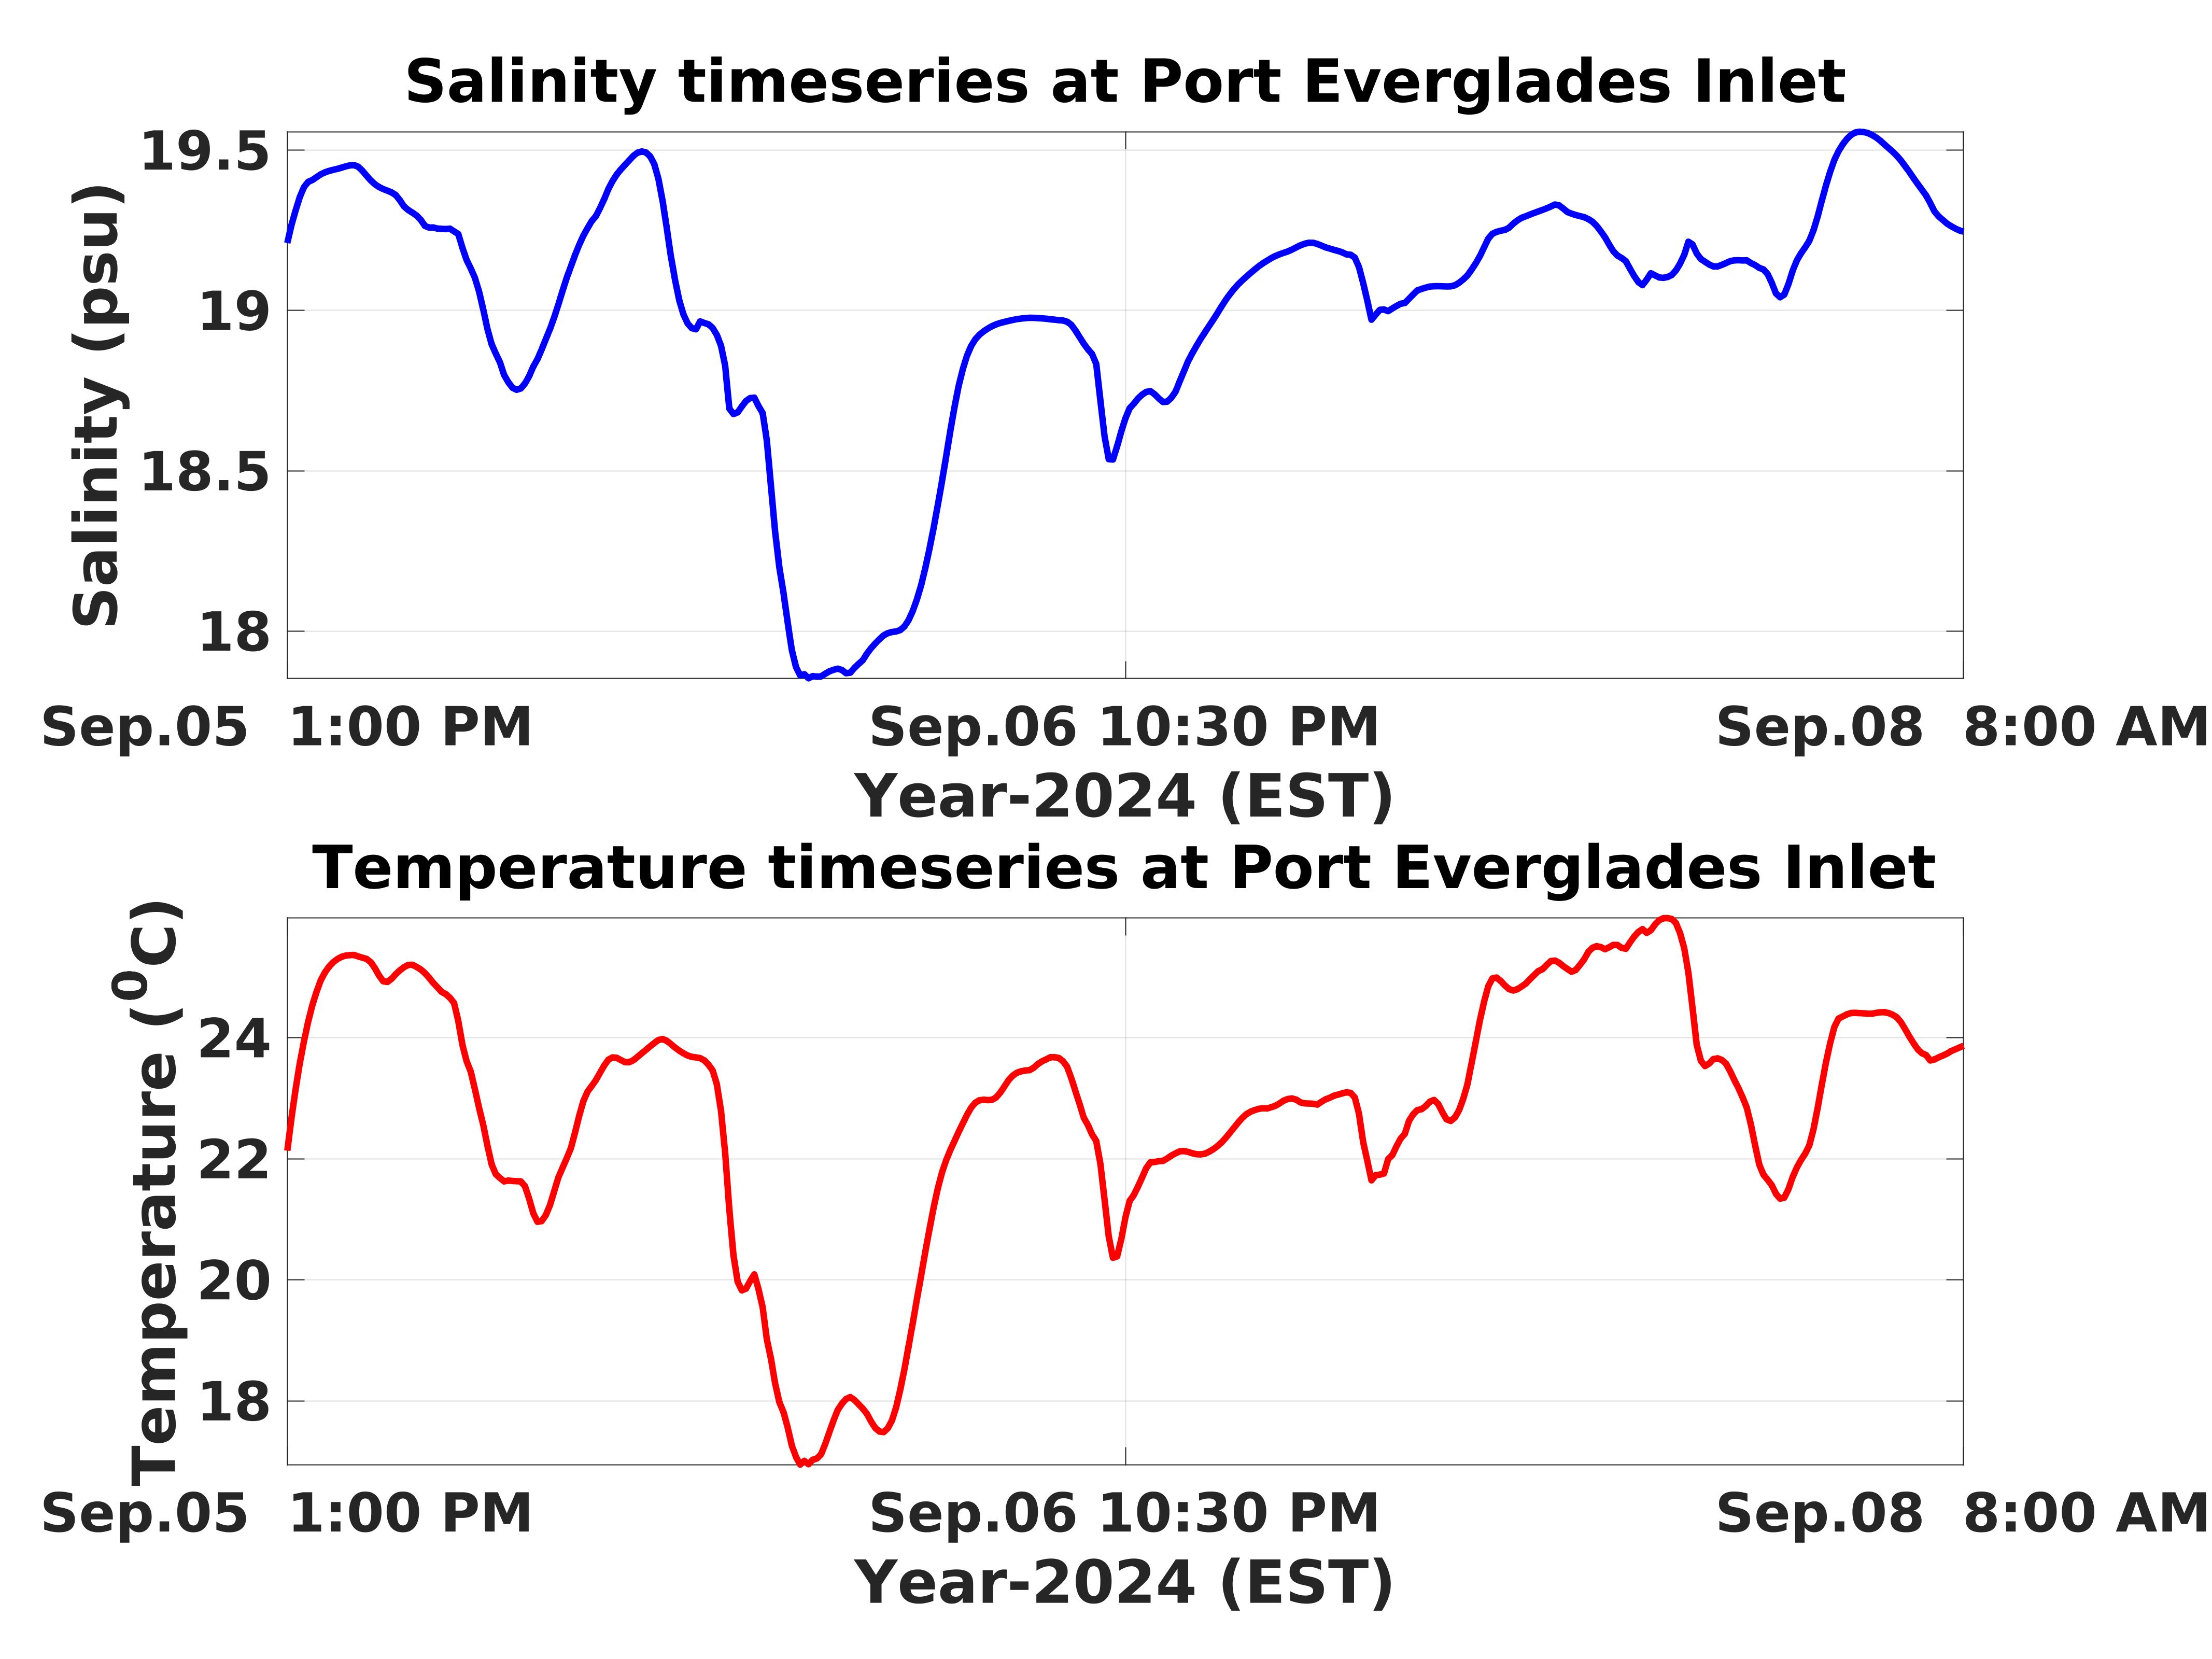 Salinity timeseries at Port Everglades Inlet
Salinity (psu)
19.5
19
18.5
18
Sep.05 1:00 PM Sep.06 10:30 PM Sep.08 8:00 AM
Year-2024 (EST)
Temperature timeseries at Port Everglades Inlet
Temperature (⁰C)
24
22
20
18
Sep.05 1:00 PM Sep.06 10:30 PM Sep.08 8:00 AM
Year-2024 (EST)